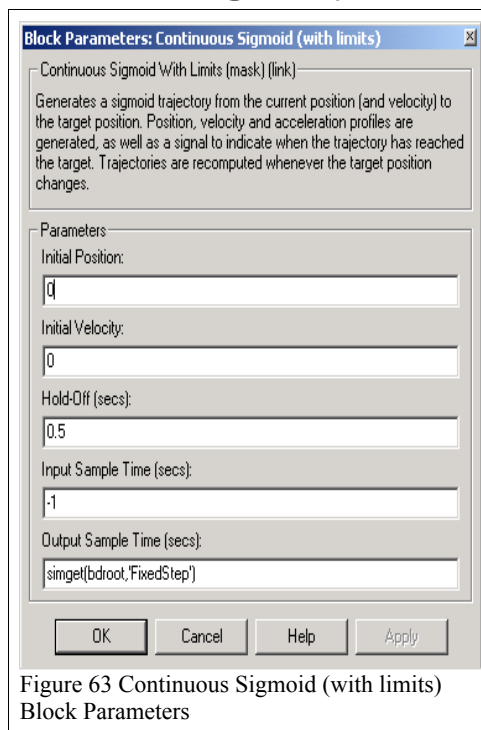 Block Parameters: Continuous Sigmoid (with limits)
Continuous Sigmoid With Limits (mask) (link)
Generates a sigmoid trajectory from the current position (and velocity) to
the target position. Position, velocity and acceleration profiles are
generated, as well as a signal to indicate when the trajectory has reached
the target. Trajectories are recomputed whenever the target position
changes.
Parameters
Initial Position:
0
Initial Velocity:
0
Hold-Off (secs):
0.5
Input Sample Time (secs):
-1
Output Sample Time (secs):
simget(bdroot,'FixedStep')
OK Cancel Help Apply
Figure 63 Continuous Sigmoid (with limits)
Block Parameters